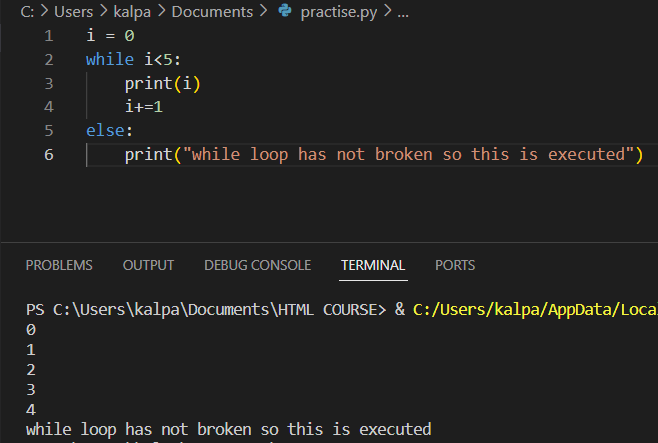 C: > Users > kalpa > Documents > practise.py > ...
1 i = 0
2 while i<5:
3     print(i)
4     i+=1
5 else:
6     print("while loop has not broken so this is executed")
PROBLEMS OUTPUT DEBUG CONSOLE TERMINAL PORTS
PS C:\Users\kalpa\Documents\HTML COURSE> & C:/Users/kalpa/AppData/Loca
0
1
2
3
4
while loop has not broken so this is executed